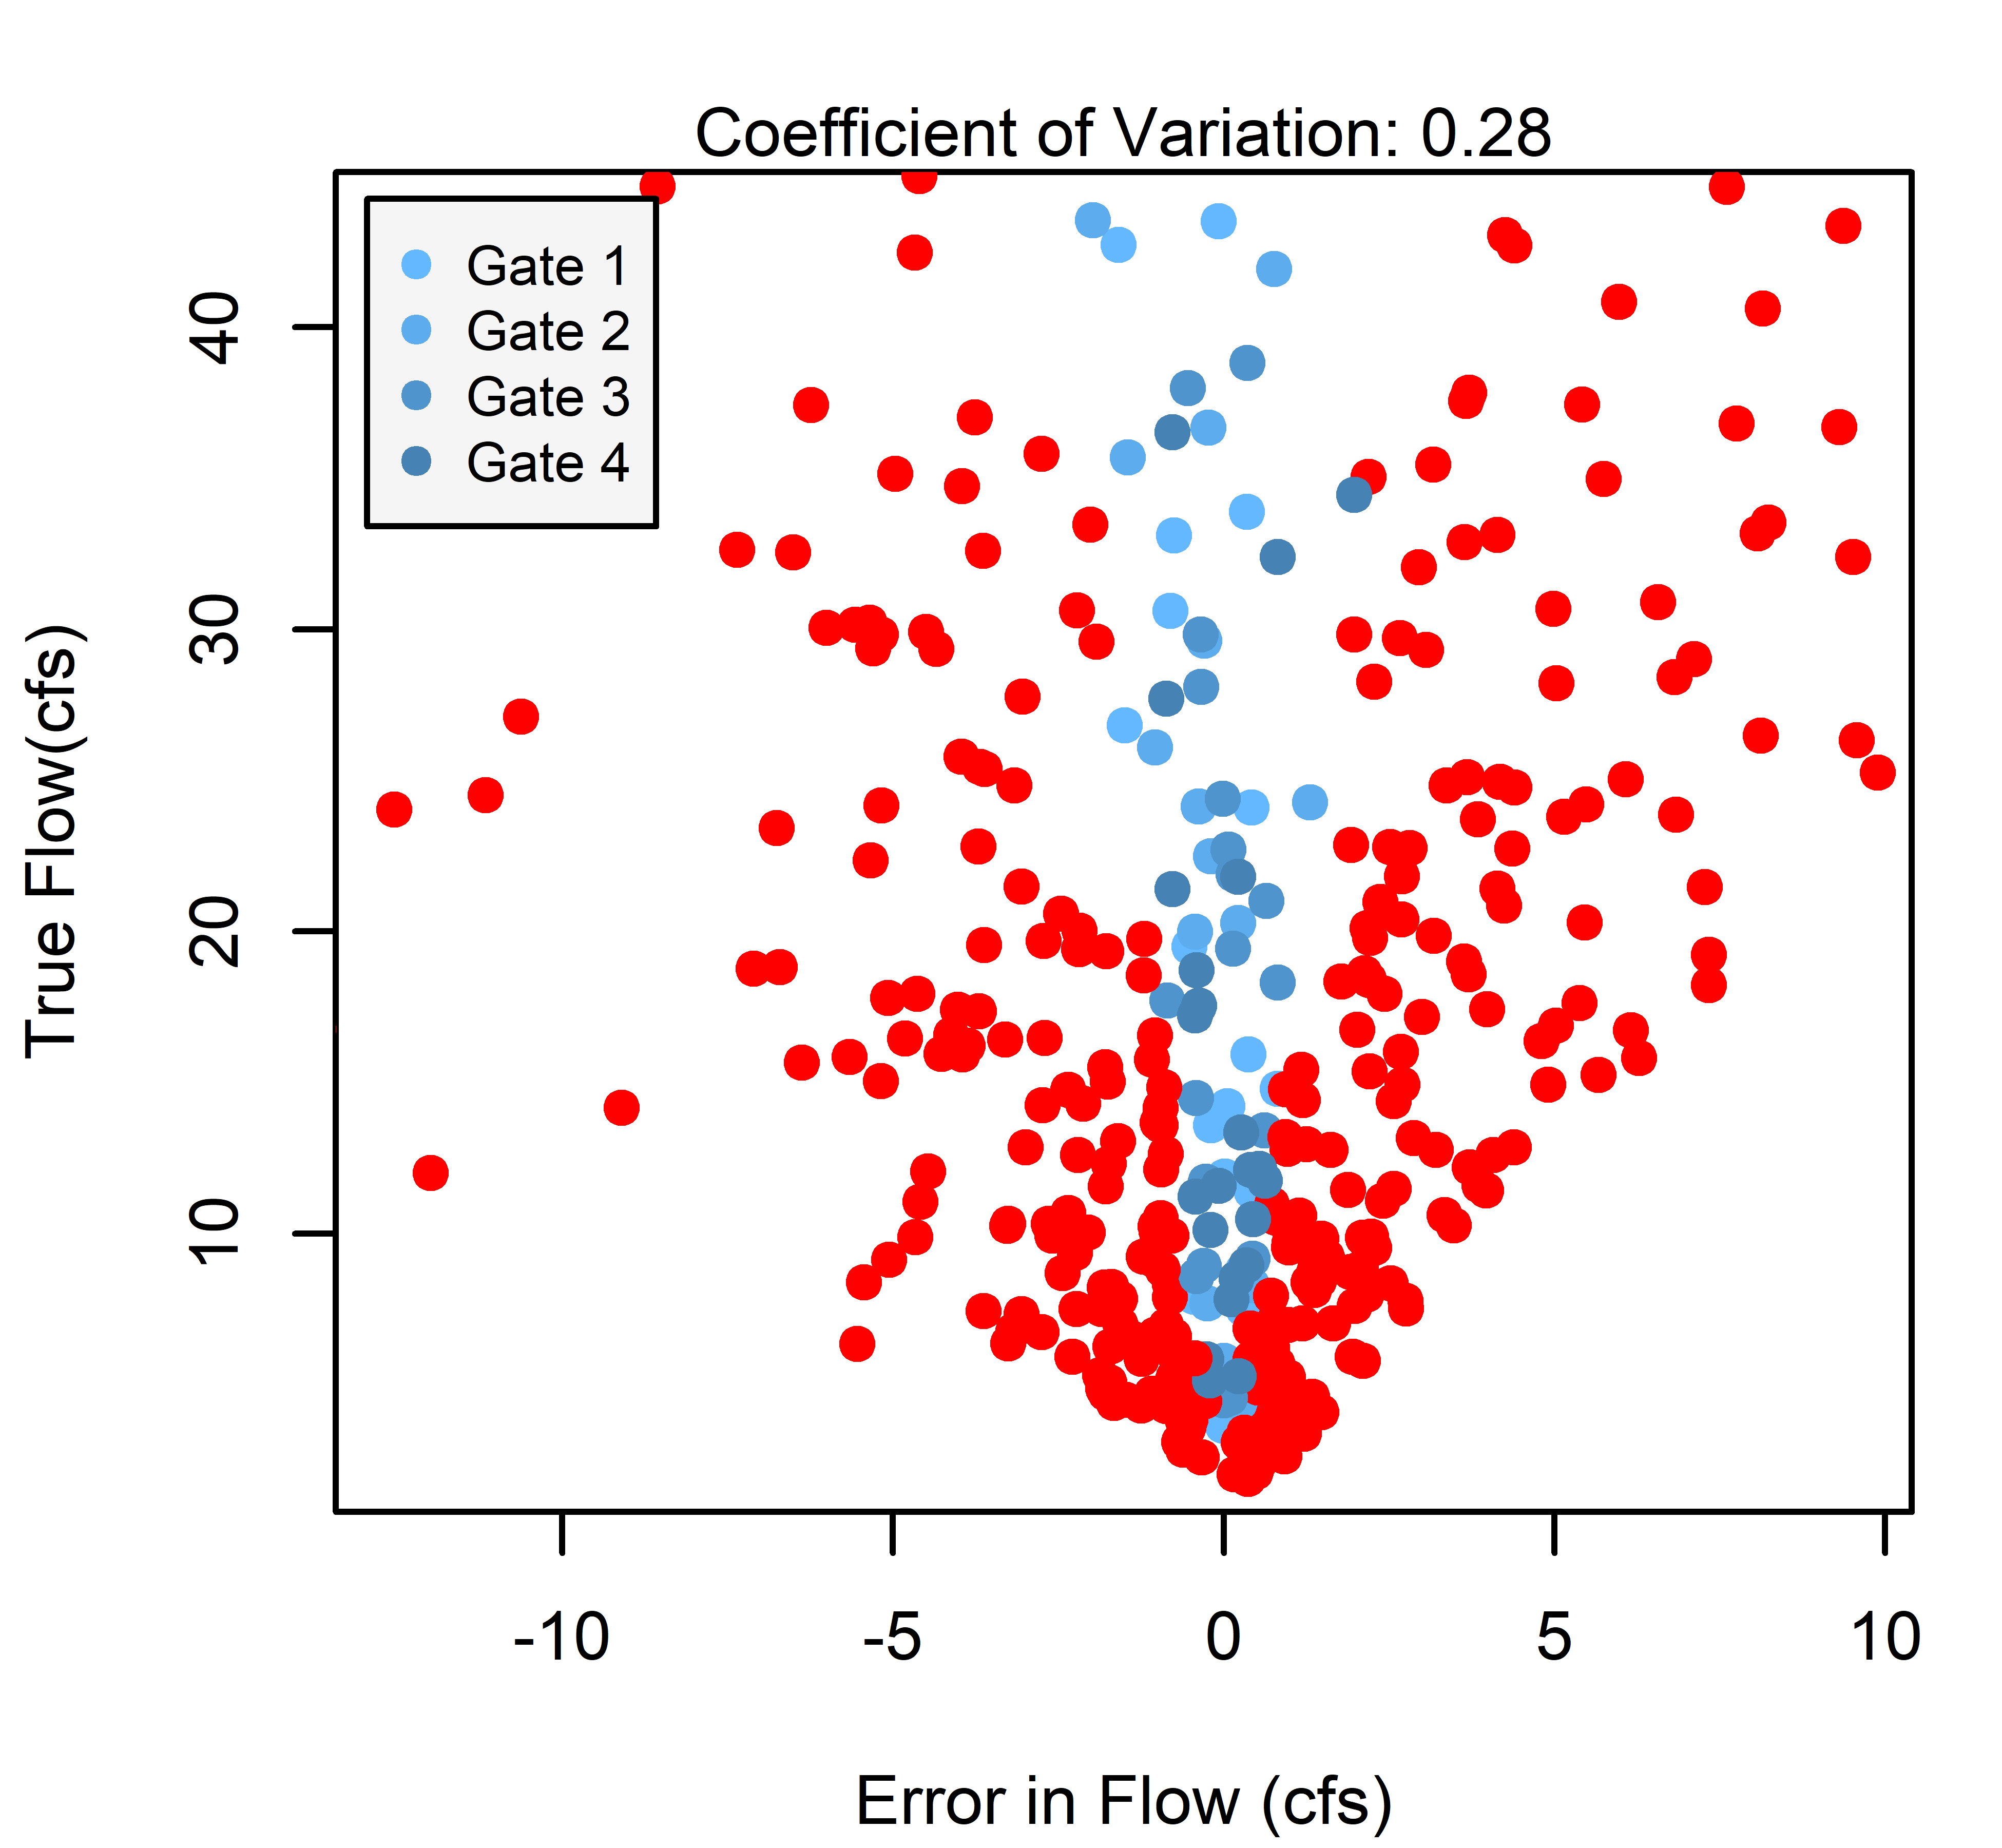 Coefficient of Variation: 0.28
Gate 1
Gate 2
Gate 3
Gate 4
True Flow(cfs)
40
30
20
10
-10 -5 0 5 10
Error in Flow (cfs)